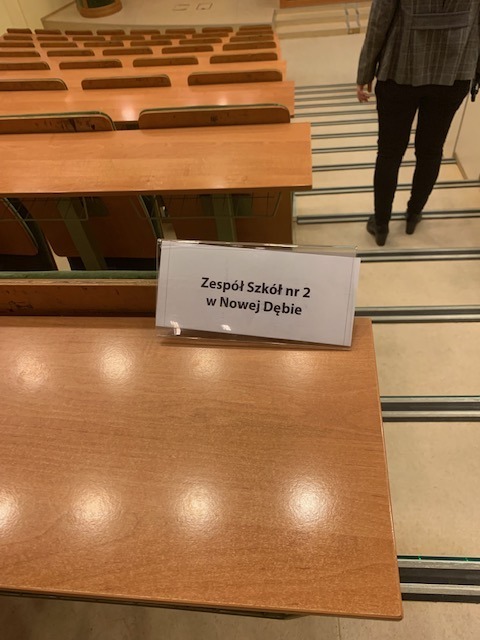 Zespół Szkół nr 2
w Nowej Dębie